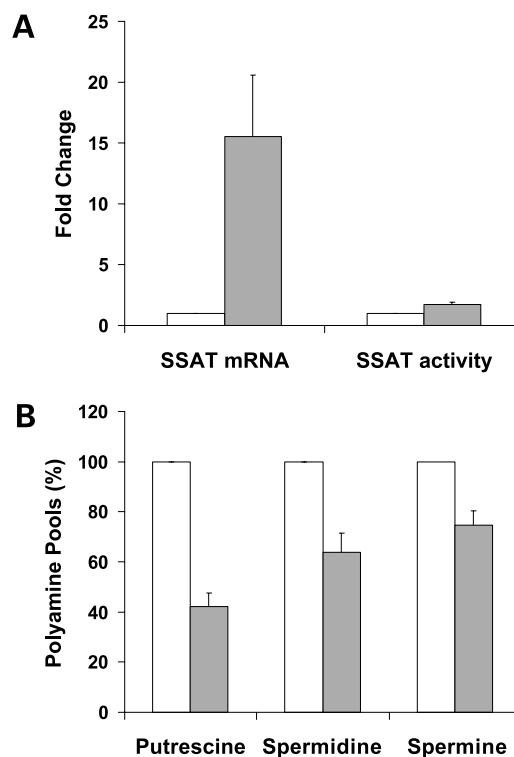 A
25
20
15
10
5
0
Fold Change
SSAT mRNA SSAT activity
B
120
100
80
60
40
20
0
Polyamine Pools (%)
Putrescine Spermidine Spermine